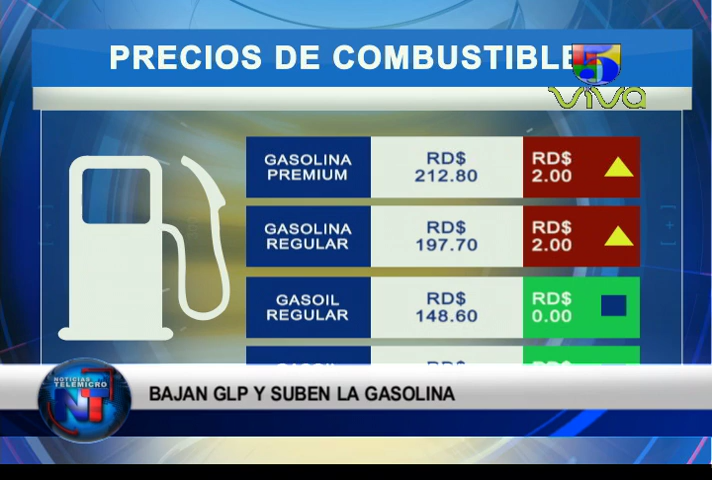 PRECIOS DE COMBUSTIBLE
5
VIVA
GASOLINA PREMIUM
RD$ 212.80
RD$ 2.00
GASOLINA REGULAR
RD$ 197.70
RD$ 2.00
GASOIL REGULAR
RD$ 148.60
RD$ 0.00
NOTICIAS
TELEMICRO
NT
BAJAN GLP Y SUBEN LA GASOLINA